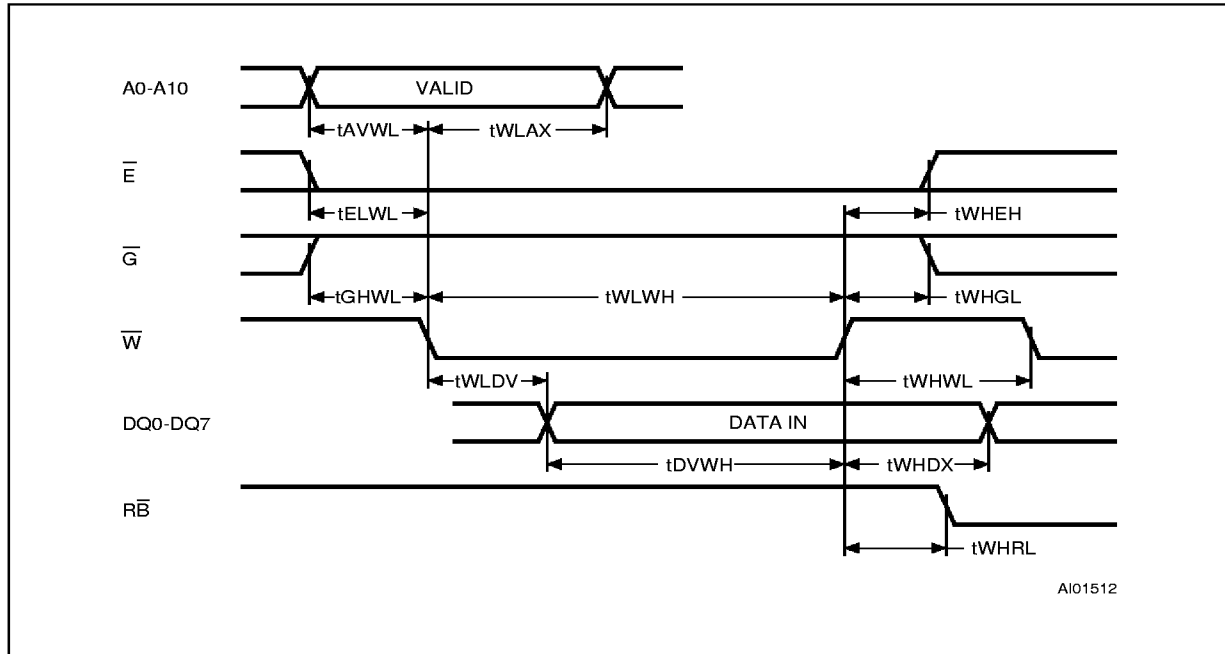 A0-A10
VALID
tAVWL
tWLAX
E̅
tELWL
tWHEH
G̅
tGHWL
tWLWH
tWHGL
W̅
tWLDV
tWHWL
DQ0-DQ7
DATA IN
tDVWH
tWHDX
RB̅
tWHRL
AI01512